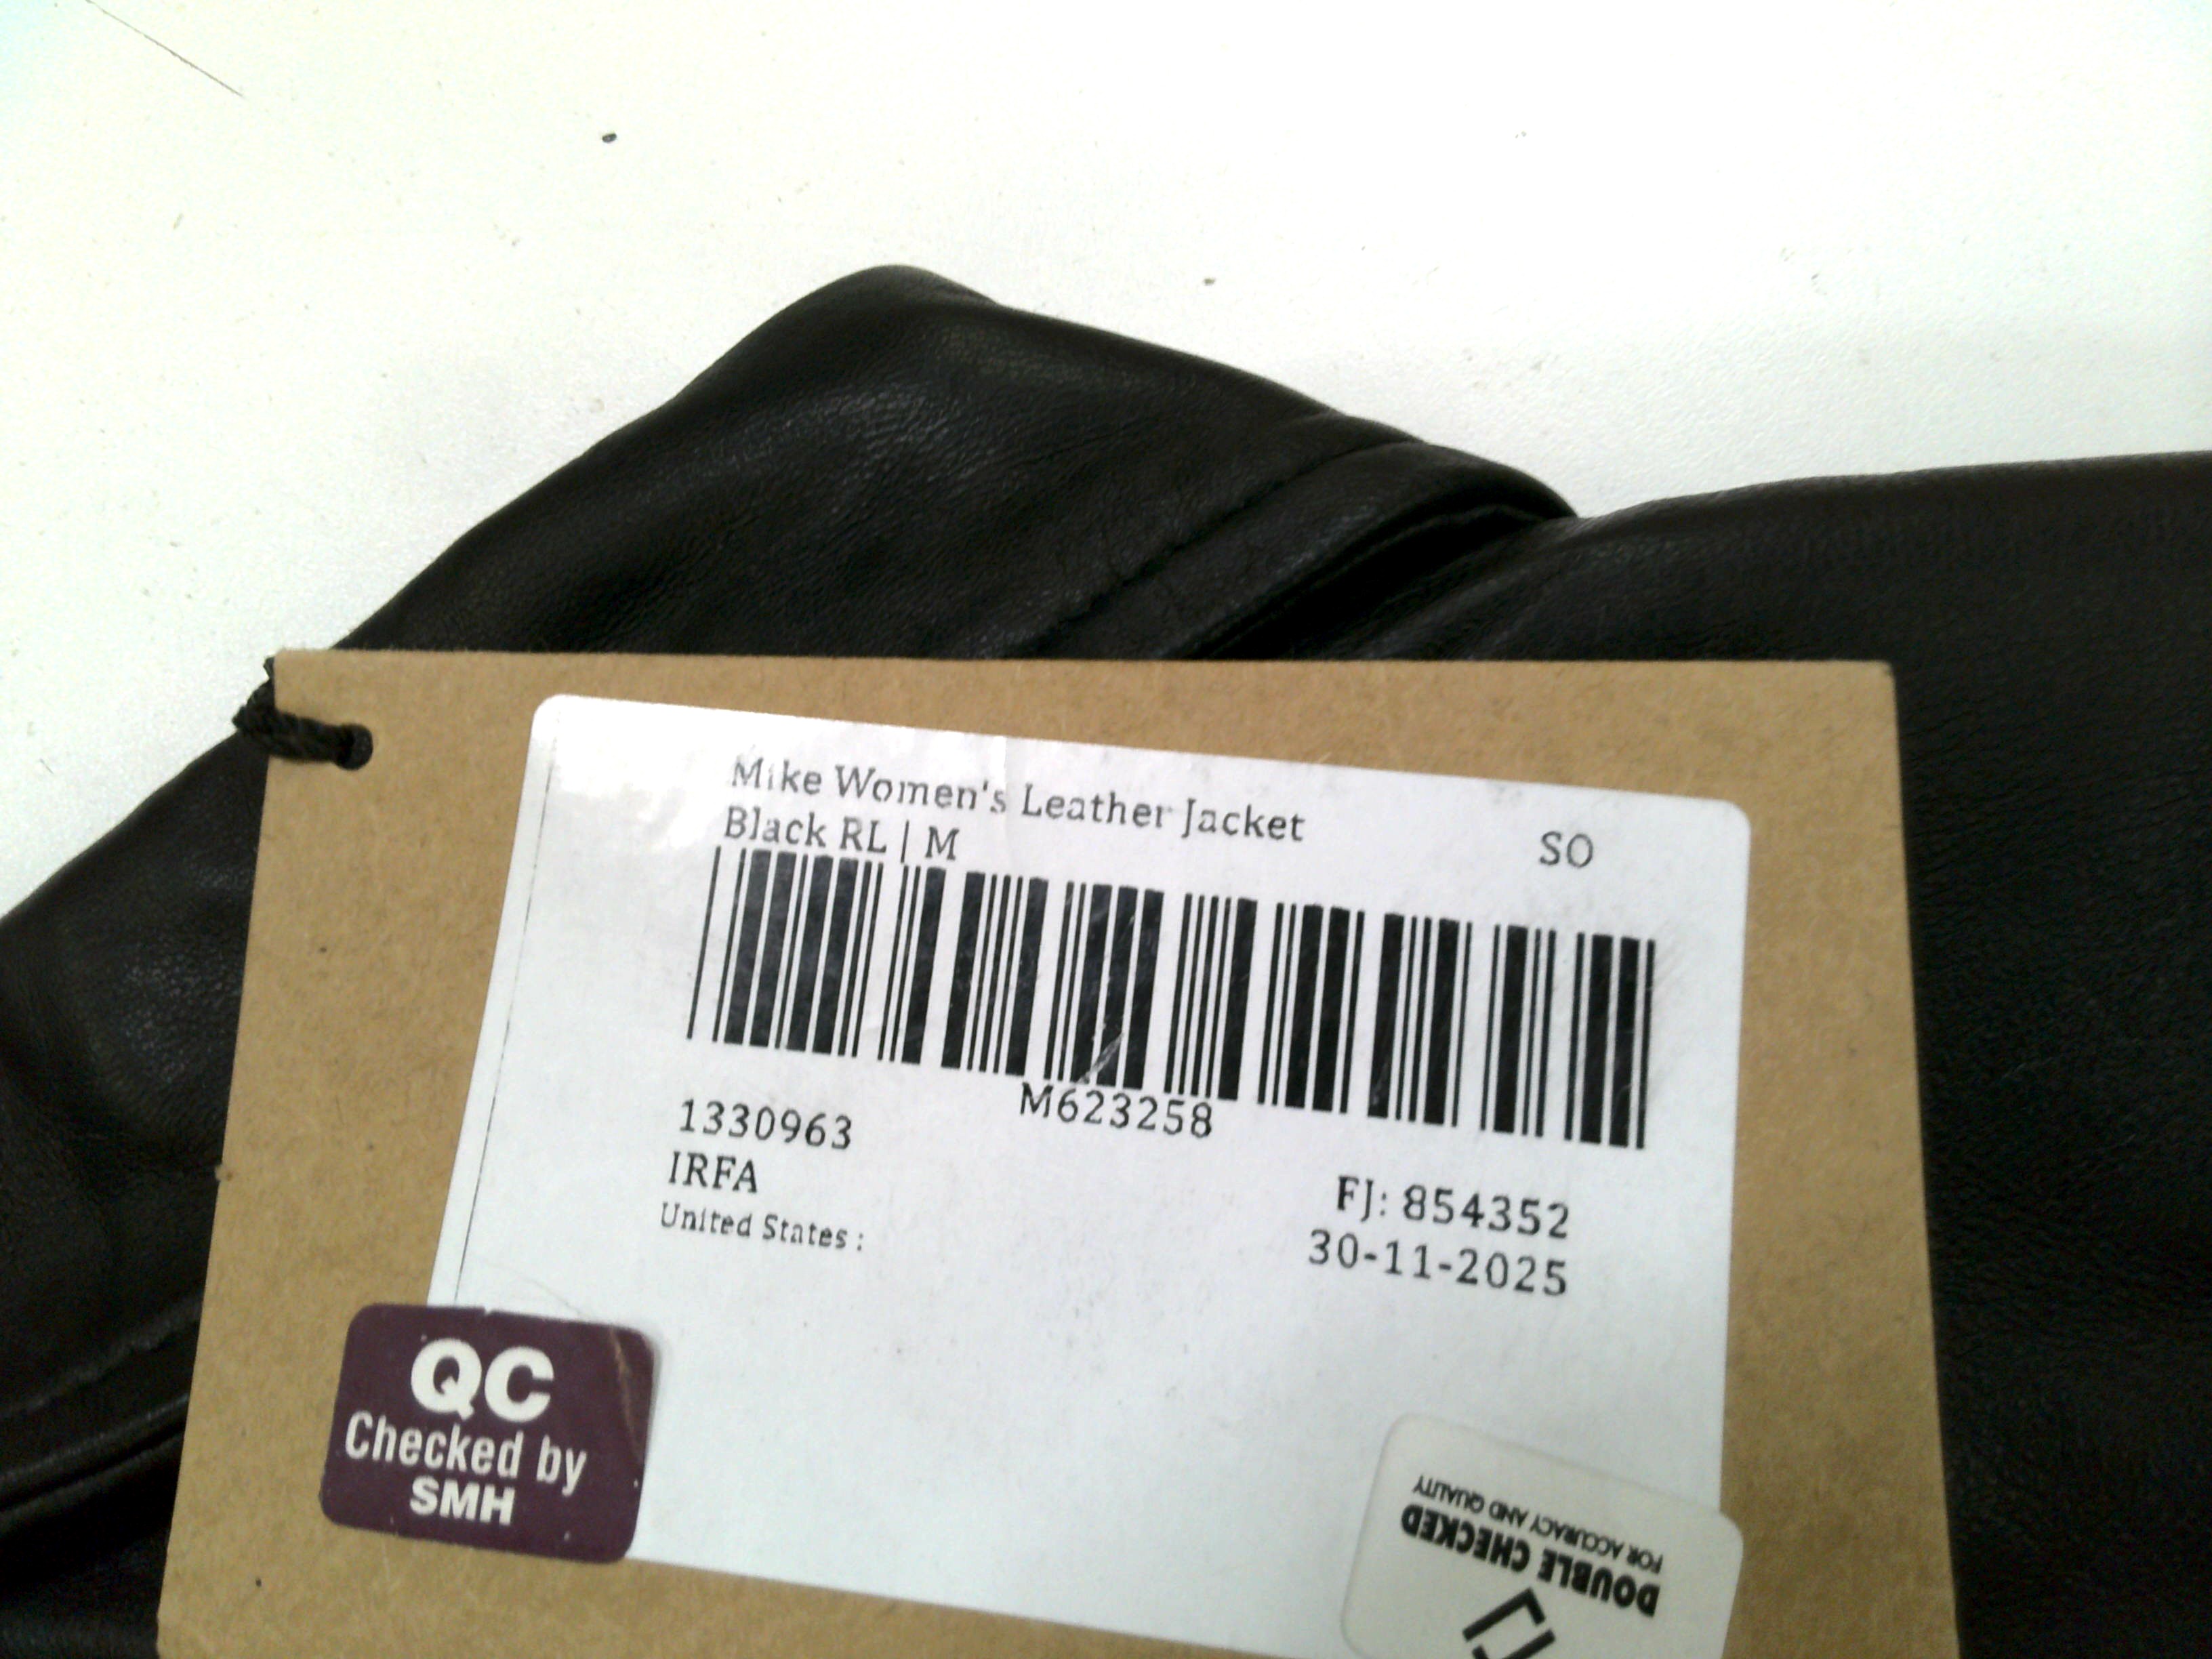 Mike Women's Leather Jacket
Black RL | M
SO
M623258
1330963
IRFA
United States :
FJ: 854352
30-11-2025
QC
Checked by
SMH
DOUBLE CHECKED
FOR ACCURACY AND QUALITY